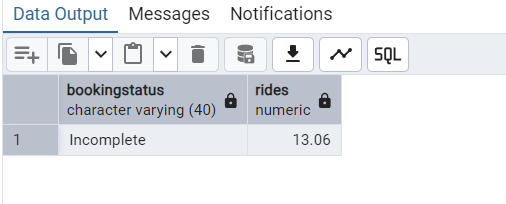 Data Output Messages Notifications
SQL
bookingstatus rides
character varying (40) numeric
1 Incomplete 13.06